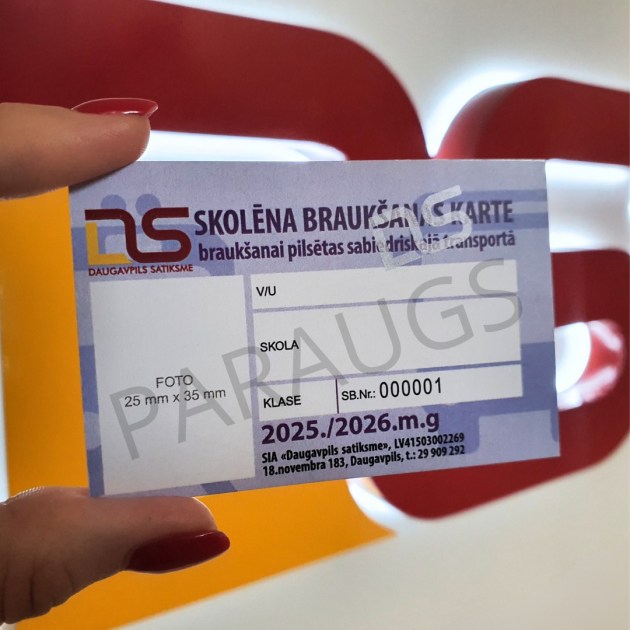 DS
DAUGAVPILS SATIKSME
SKOLĒNA BRAUKŠANAS KARTE
braukšanai pilsētas sabiedriskajā transportā
V/U
SKOLA
FOTO
25 mm x 35 mm
KLASE
SB.Nr.: 000001
2025./2026.m.g
SIA «Daugavpils satiksme», LV41503002269
18.novembra 183, Daugavpils, t.: 29 909 292
PARAUGS
DS